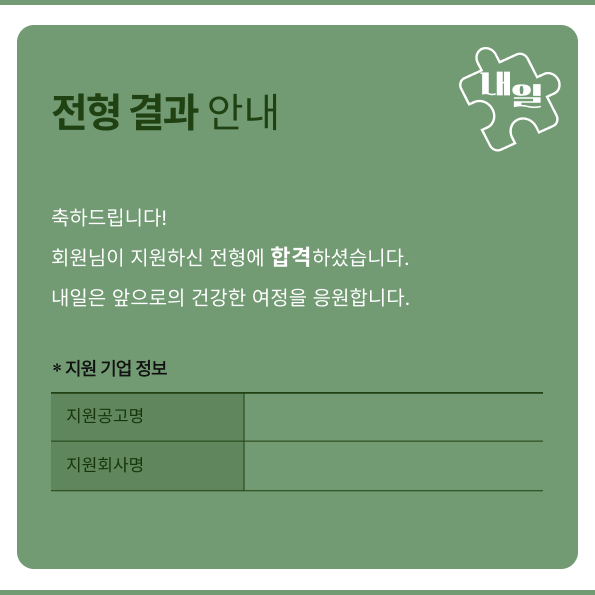 내일
전형 결과 안내
축하드립니다!
회원님이 지원하신 전형에 합격하셨습니다.
내일은 앞으로의 건강한 여정을 응원합니다.
* 지원 기업 정보
지원공고명
지원회사명